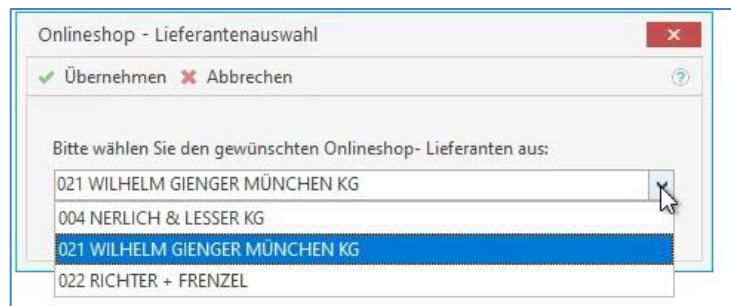 Onlineshop - Lieferantenauswahl
Übernehmen Abbrechen
Bitte wählen Sie den gewünschten Onlineshop- Lieferanten aus:
021 WILHELM GIENGER MÜNCHEN KG
004 NERLICH & LESSER KG
021 WILHELM GIENGER MÜNCHEN KG
022 RICHTER + FRENZEL